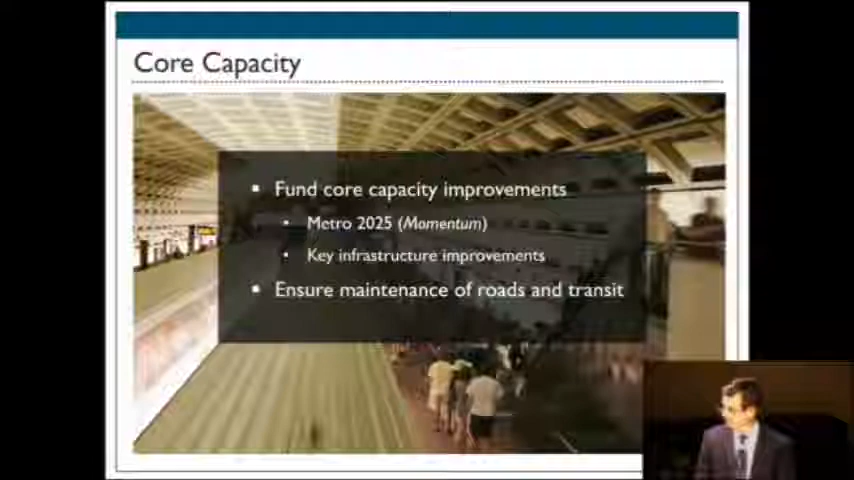 Core Capacity
▪ Fund core capacity improvements
• Metro 2025 (Momentum)
• Key infrastructure improvements
▪ Ensure maintenance of roads and transit